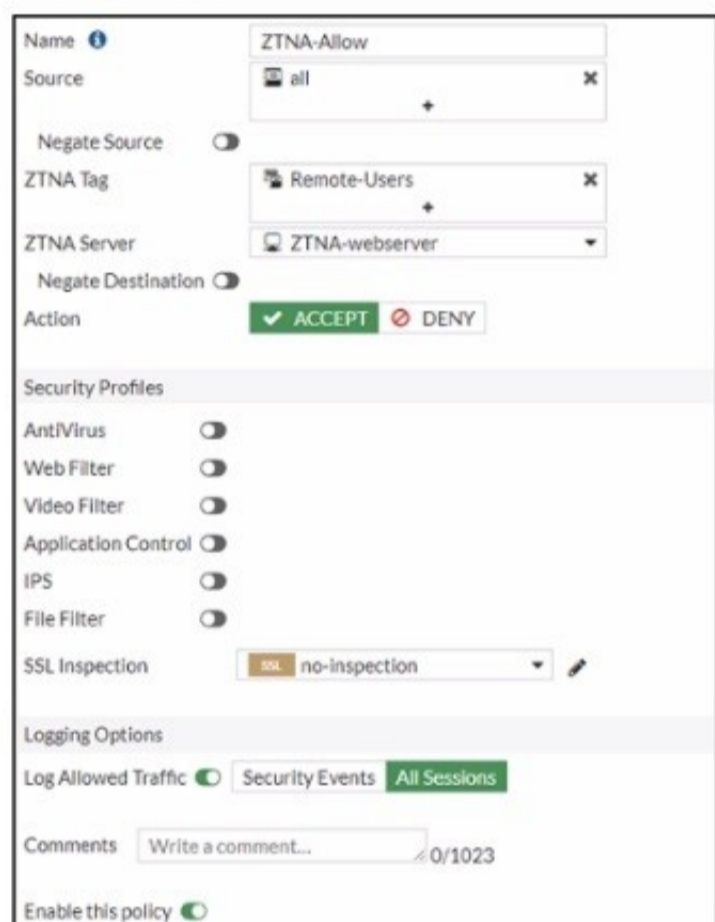 Name ZTNA-Allow
Source all
Negate Source
ZTNA Tag Remote-Users
ZTNA Server ZTNA-webserver
Negate Destination
Action ACCEPT DENY
Security Profiles
AntiVirus
Web Filter
Video Filter
Application Control
IPS
File Filter
SSL Inspection SSL no-inspection
Logging Options
Log Allowed Traffic Security Events All Sessions
Comments Write a comment... 0/1023
Enable this policy